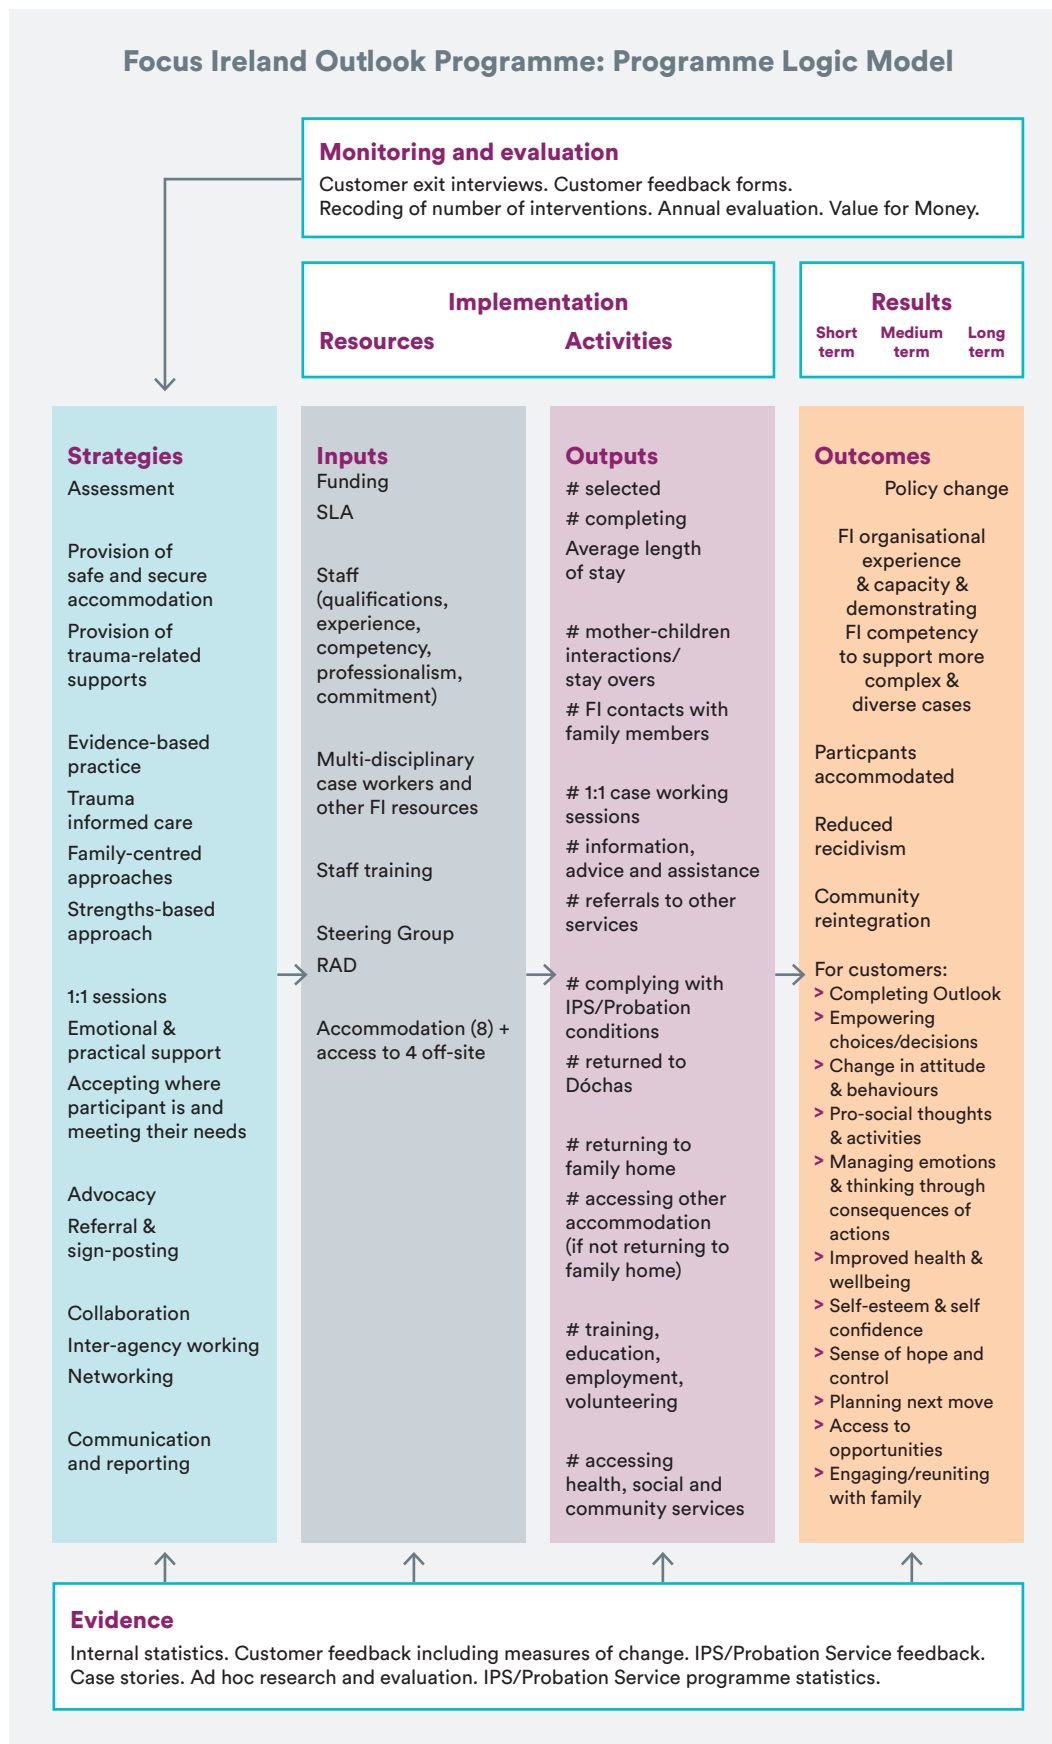 Focus Ireland Outlook Programme: Programme Logic Model
Monitoring and evaluation
Customer exit interviews. Customer feedback forms.
Recoding of number of interventions. Annual evaluation. Value for Money.
Implementation
Resources
Activities
Results
Short
term
Medium
term
Long
term
Strategies
Assessment
Provision of
safe and secure
accommodation
Provision of
trauma-related
supports
Evidence-based
practice
Trauma
informed care
Family-centred
approaches
Strengths-based
approach
1:1 sessions
Emotional &
practical support
Accepting where
participant is and
meeting their needs
Advocacy
Referral &
sign-posting
Collaboration
Inter-agency working
Networking
Communication
and reporting
Inputs
Funding
SLA
Staff
(qualifications,
experience,
competency,
professionalism,
commitment)
Multi-disciplinary
case workers and
other FI resources
Staff training
Steering Group
RAD
Accommodation (8) +
access to 4 off-site
Outputs
# selected
# completing
Average length
of stay
# mother-children
interactions/
stay overs
# FI contacts with
family members
# 1:1 case working
sessions
# information,
advice and assistance
# referrals to other
services
# complying with
IPS/Probation
conditions
# returned to
Dóchas
# returning to
family home
# accessing other
accommodation
(if not returning to
family home)
# training,
education,
employment,
volunteering
# accessing
health, social and
community services
Outcomes
Policy change
FI organisational
experience
& capacity &
demonstrating
FI competency
to support more
complex &
diverse cases
Particpants
accommodated
Reduced
recidivism
Community
reintegration
For customers:
> Completing Outlook
> Empowering
choices/decisions
> Change in attitude
& behaviours
> Pro-social thoughts
& activities
> Managing emotions
& thinking through
consequences of
actions
> Improved health &
wellbeing
> Self-esteem & self
confidence
> Sense of hope and
control
> Planning next move
> Access to
opportunities
> Engaging/reuniting
with family
Evidence
Internal statistics. Customer feedback including measures of change. IPS/Probation Service feedback.
Case stories. Ad hoc research and evaluation. IPS/Probation Service programme statistics.